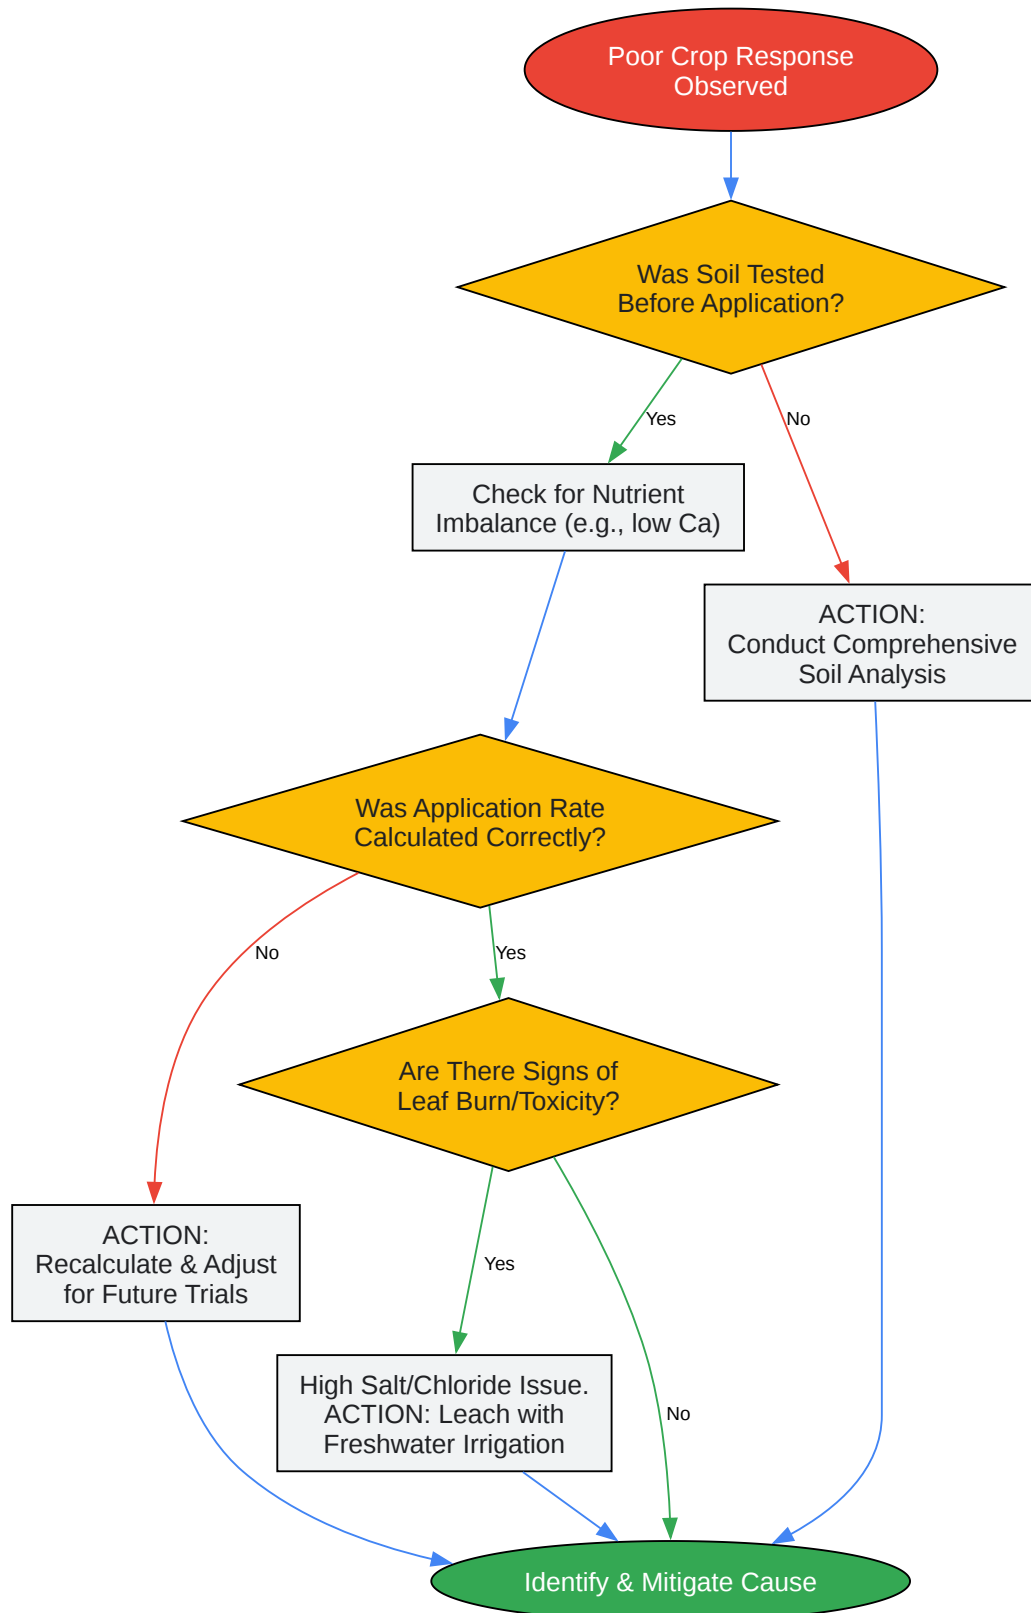 Poor Crop Response
Observed
Was Soil Tested
Before Application?
Yes
No
Check for Nutrient
Imbalance (e.g., low Ca)
ACTION:
Conduct Comprehensive
Soil Analysis
Was Application Rate
Calculated Correctly?
No
Yes
Are There Signs of
Leaf Burn/Toxicity?
ACTION:
Recalculate & Adjust
for Future Trials
Yes
High Salt/Chloride Issue.
ACTION: Leach with
Freshwater Irrigation
No
Identify & Mitigate Cause